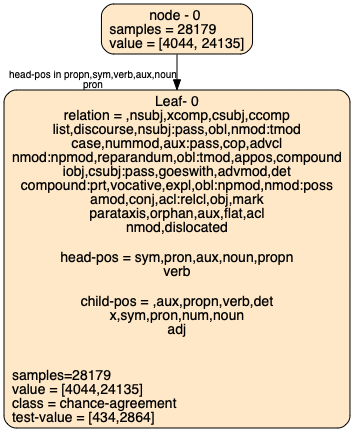 node - 0
samples = 28179
value = [4044, 24135]
head-pos in propn,sym,verb,aux,noun
pron
Leaf- 0
relation = ,nsubj,xcomp,csubj,ccomp
list,discourse,nsubj:pass,obl,nmod:tmod
case,nummod,aux:pass,cop,advcl
nmod:npmod,reparandum,obl:tmod,appos,compound
iobj,csubj:pass,goeswith,advmod,det
compound:prt,vocative,expl,obl:npmod,nmod:poss
amod,conj,acl:relcl,obj,mark
parataxis,orphan,aux,flat,acl
nmod,dislocated
head-pos = sym,pron,aux,noun,propn
verb
child-pos = ,aux,propn,verb,det
x,sym,pron,num,noun
adj
samples=28179
value = [4044,24135]
class = chance-agreement
test-value = [434,2864]